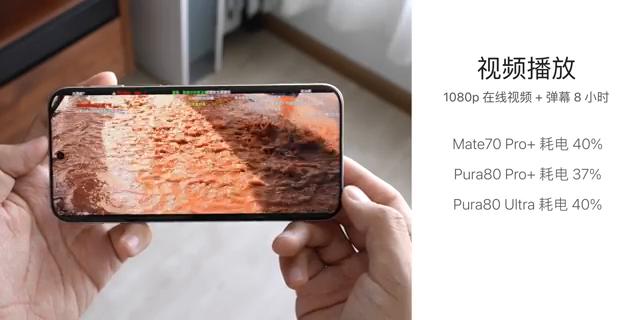 视频播放
1080p 在线视频 + 弹幕 8 小时
Mate70 Pro+ 耗电 40%
Pura80 Pro+ 耗电 37%
Pura80 Ultra 耗电 40%